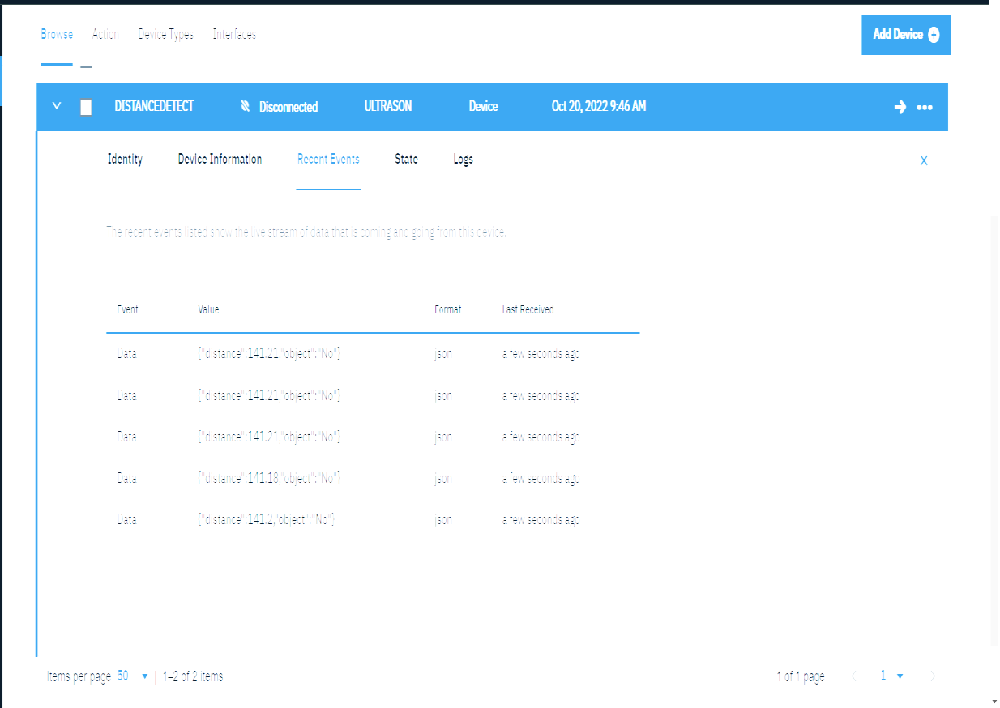 Browse Action Device Types Interfaces Add Device
DISTANCEDETECT Disconnected ULTRASON Device Oct 20, 2022 9:46 AM
Identity Device Information Recent Events State Logs X
The recent events listed show the live stream of data that is coming and going from this device.
Event Value Format Last Received
Data {"distance":141.21,"object":"No"} json a few seconds ago
Data {"distance":141.21,"object":"No"} json a few seconds ago
Data {"distance":141.21,"object":"No"} json a few seconds ago
Data {"distance":141.18,"object":"No"} json a few seconds ago
Data {"distance":141.2,"object":"No"} json a few seconds ago
Items per page 50 | 1–2 of 2 items 1 of 1 page 1